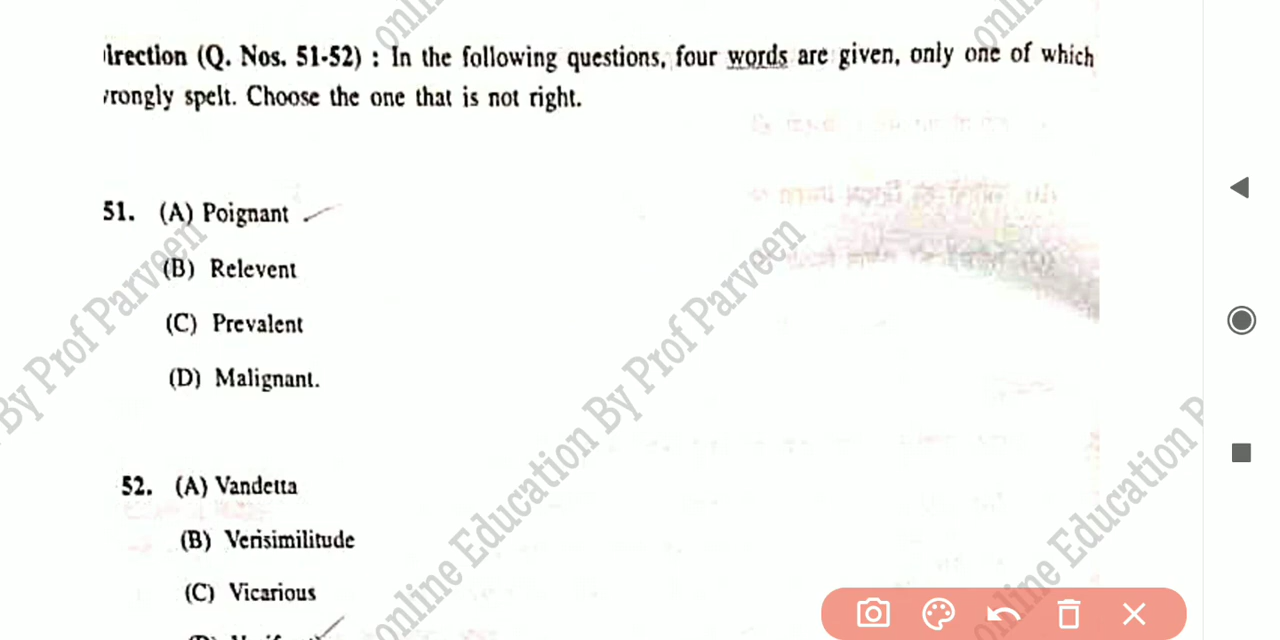 irection (Q. Nos. 51-52) : In the following questions, four words are given, only one of which
rongly spelt. Choose the one that is not right.
51. (A) Poignant
(B) Relevent
(C) Prevalent
(D) Malignant.
52. (A) Vandetta
(B) Verisimilitude
(C) Vicarious
By Prof Parveen
online Education By Prof Parveen
online Education P
onlin
onlin